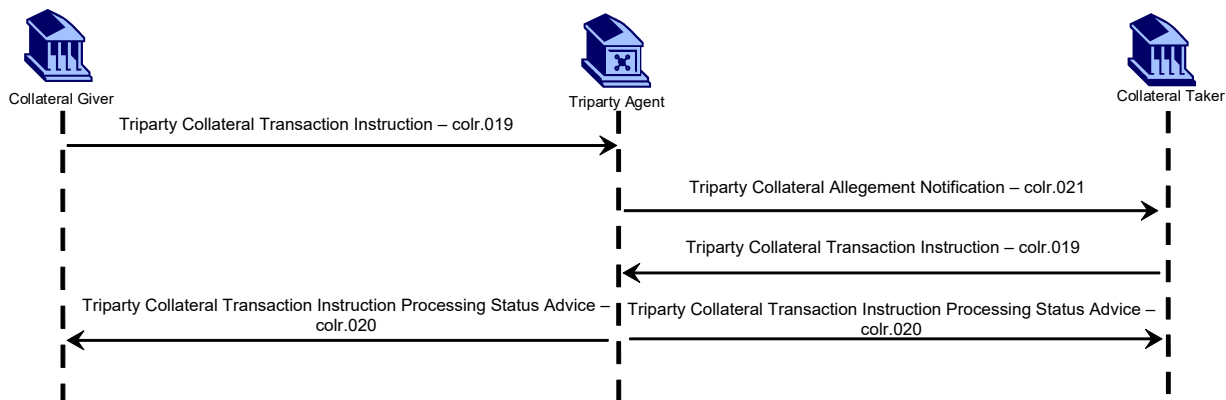 Collateral Giver
Triparty Agent
Collateral Taker
Triparty Collateral Transaction Instruction – colr.019
Triparty Collateral Allegement Notification – colr.021
Triparty Collateral Transaction Instruction – colr.019
Triparty Collateral Transaction Instruction Processing Status Advice –
colr.020
Triparty Collateral Transaction Instruction Processing Status Advice –
colr.020